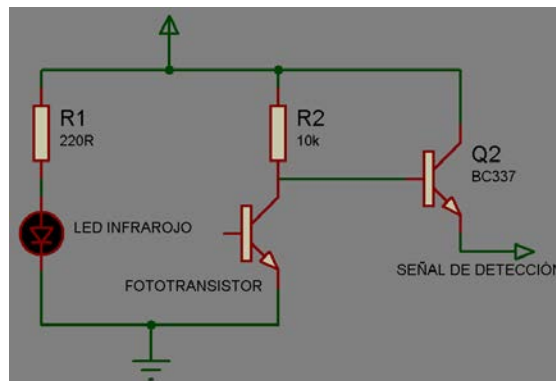 R1
220R
R2
10k
Q2
BC337
LED INFRAROJO
FOTOTRANSISTOR
SEÑAL DE DETECCIÓN